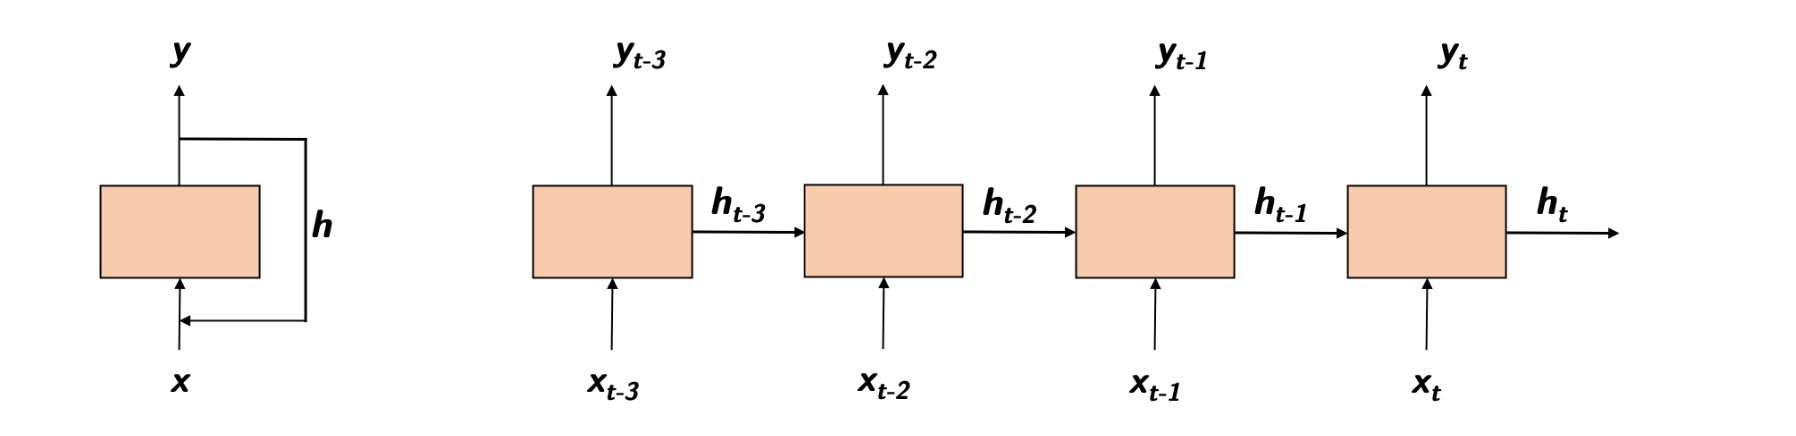 y y_{t-3} y_{t-2} y_{t-1} y_t
h h_{t-3} h_{t-2} h_{t-1} h_t
x x_{t-3} x_{t-2} x_{t-1} x_t